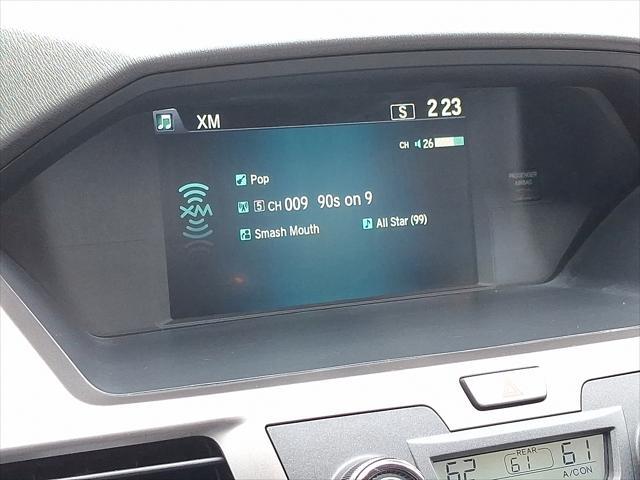 XM S 2 23
CH 26
Pop
XM
S CH 009 90s on 9
Smash Mouth All Star (99)
PASSENGER
AIRBAG
REAR
62 61 61
A/CON